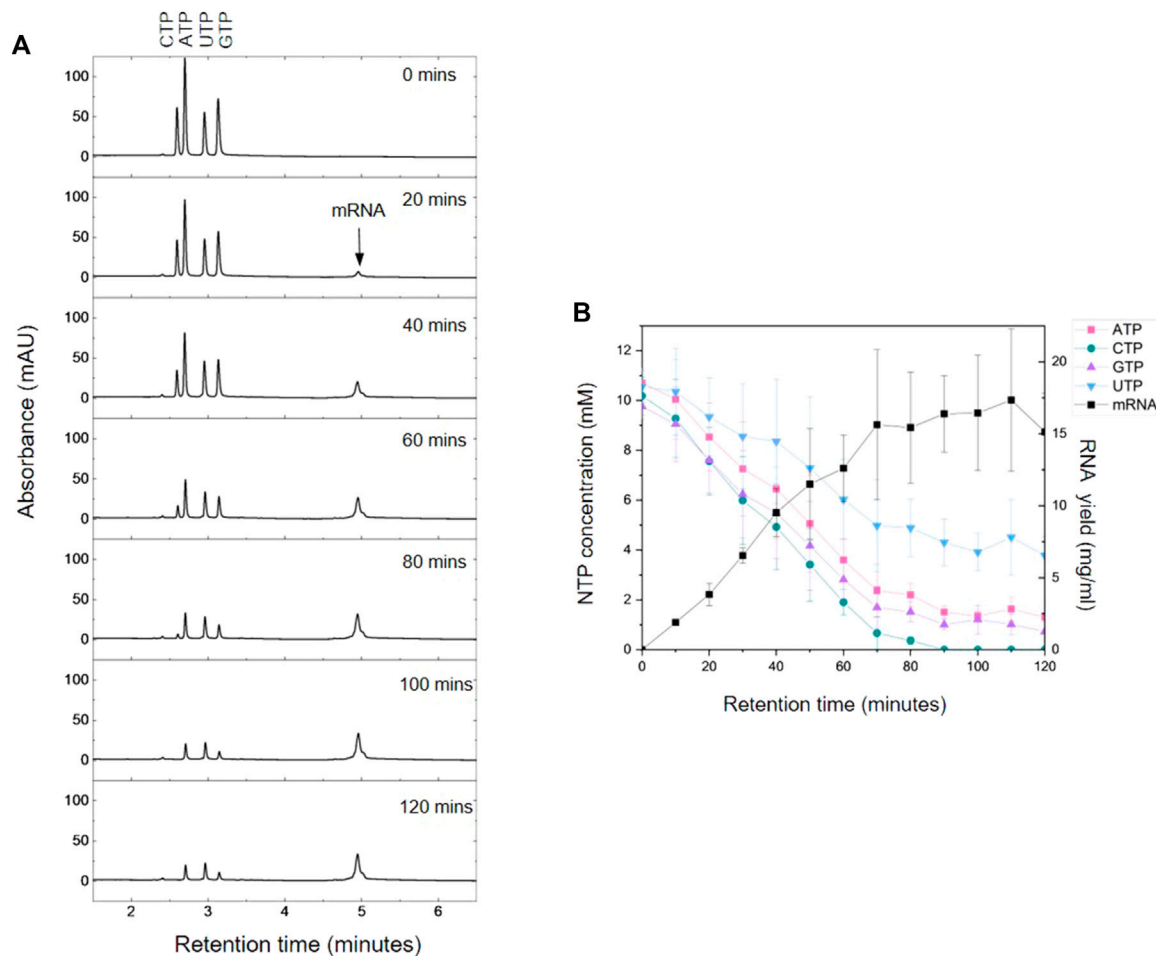 A
CTP
ATP
UTP
GTP
0 mins
100
50
0
20 mins
mRNA
100
50
0
40 mins
100
50
0
60 mins
100
50
0
80 mins
100
50
0
100 mins
100
50
0
120 mins
100
50
0
Absorbance (mAU)
2 3 4 5 6
Retention time (minutes)
B
ATP
CTP
GTP
UTP
mRNA
12
10
8
6
4
2
0
NTP concentration (mM)
20
15
10
5
0
RNA yield (mg/ml)
0 20 40 60 80 100 120
Retention time (minutes)